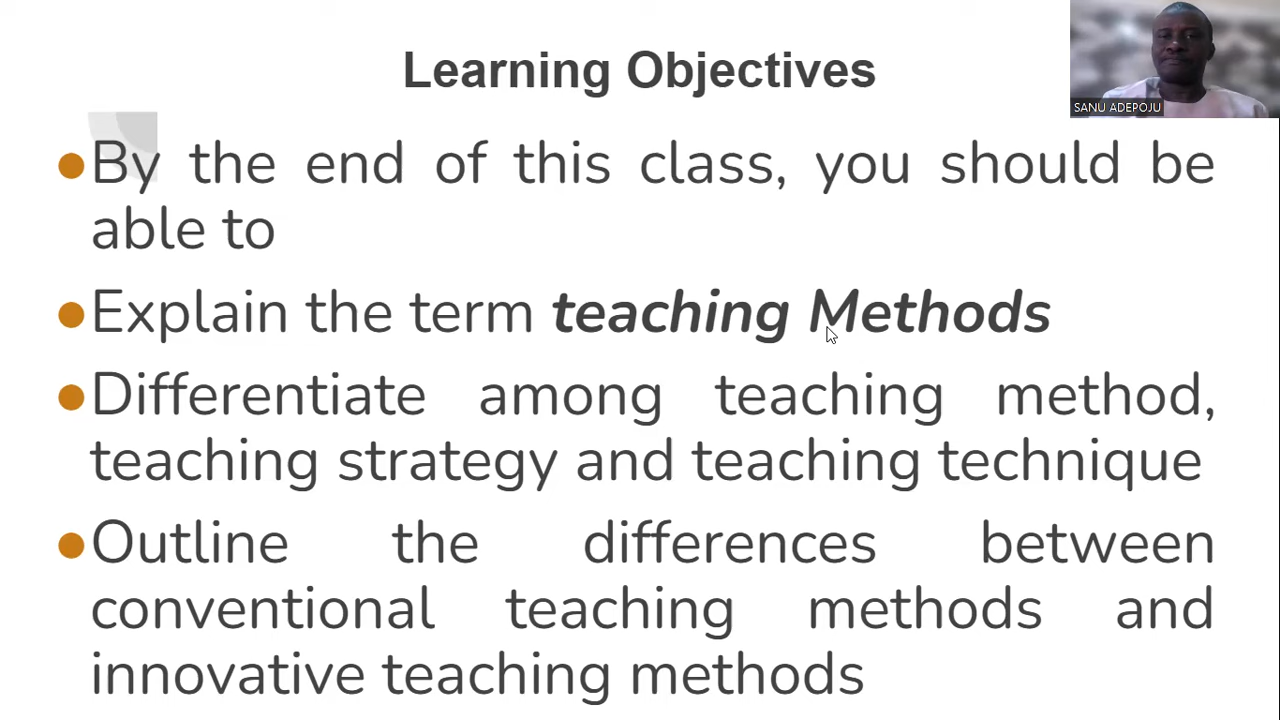 Learning Objectives
SANU ADEPOJU
By the end of this class, you should be
able to
Explain the term teaching Methods
Differentiate among teaching method,
teaching strategy and teaching technique
Outline the differences between
conventional teaching methods and
innovative teaching methods